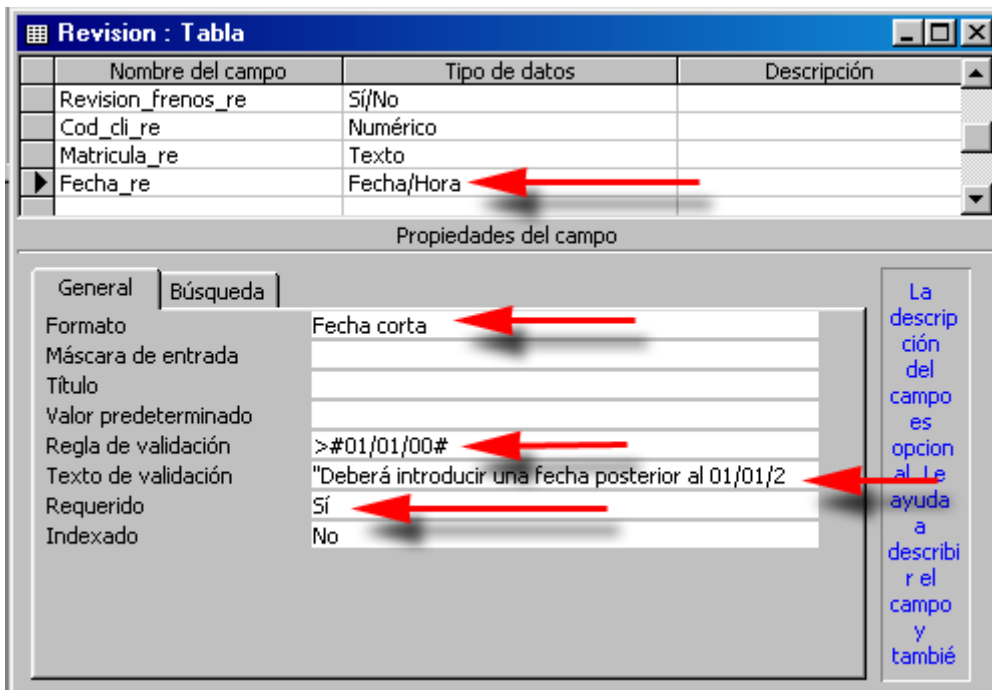 Revision : Tabla
Nombre del campo Tipo de datos Descripción
Revision_frenos_re Sí/No
Cod_cli_re Numérico
Matricula_re Texto
Fecha_re Fecha/Hora
Propiedades del campo
General Búsqueda
Formato Fecha corta
Máscara de entrada
Título
Valor predeterminado
Regla de validación >#01/01/00#
Texto de validación "Deberá introducir una fecha posterior al 01/01/2
Requerido Sí
Indexado No
La
descrip
ción
del
campo
es
opcion
al. Le
ayuda
a
describi
r el
campo
y
tambié